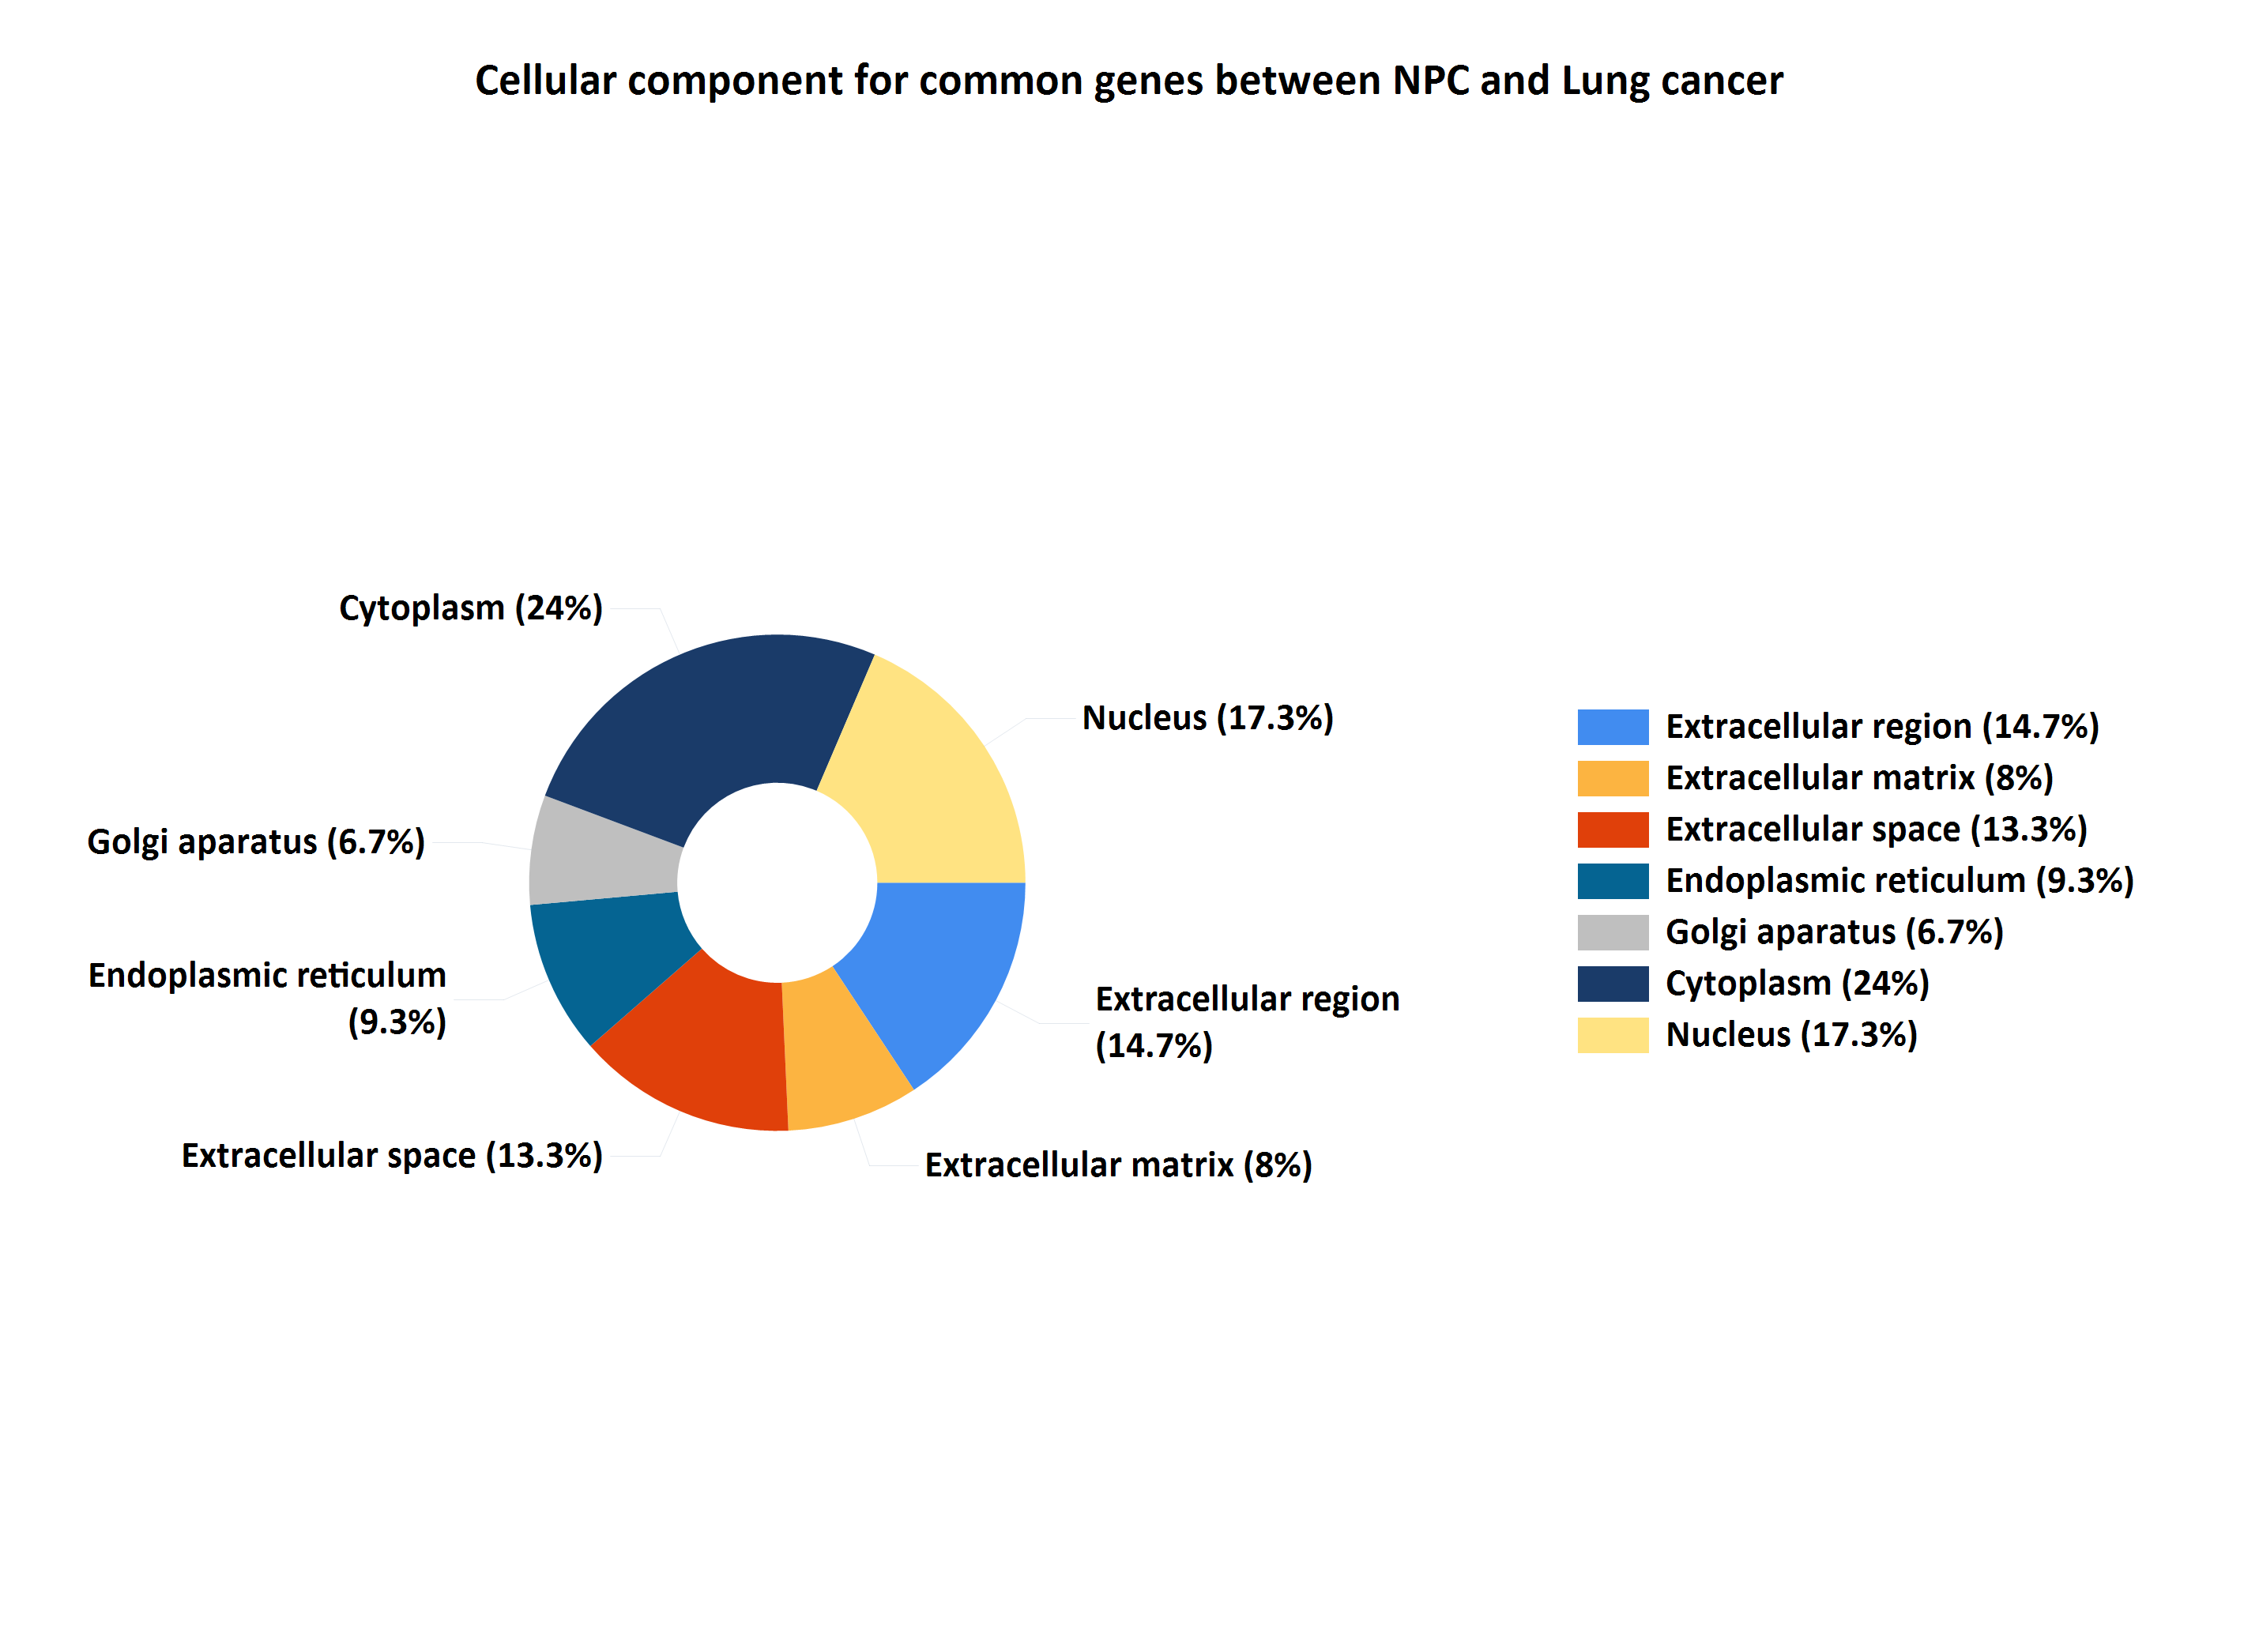 Cellular component for common genes between NPC and Lung cancer
Cytoplasm (24%)
Nucleus (17.3%)
Golgi aparatus (6.7%)
Endoplasmic reticulum
(9.3%)
Extracellular region
(14.7%)
Extracellular space (13.3%)
Extracellular matrix (8%)
Extracellular region (14.7%)
Extracellular matrix (8%)
Extracellular space (13.3%)
Endoplasmic reticulum (9.3%)
Golgi aparatus (6.7%)
Cytoplasm (24%)
Nucleus (17.3%)